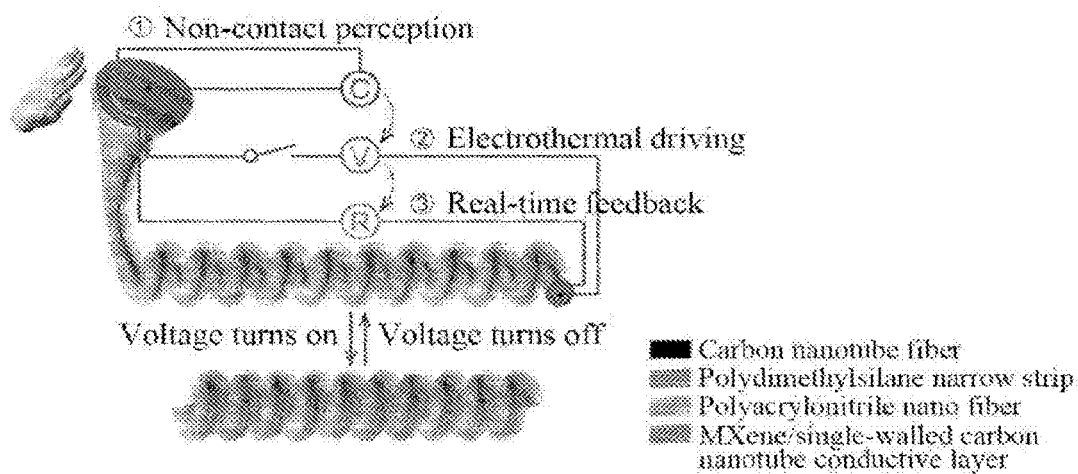 ① Non-contact perception
C
V
② Electrothermal driving
③ Real-time feedback
R
Voltage turns on
Voltage turns off
Carbon nanotube fiber
Polydimethylsilane narrow strip
Polyacrylonitrile nano fiber
MXene/single-walled carbon
nanotube conductive layer